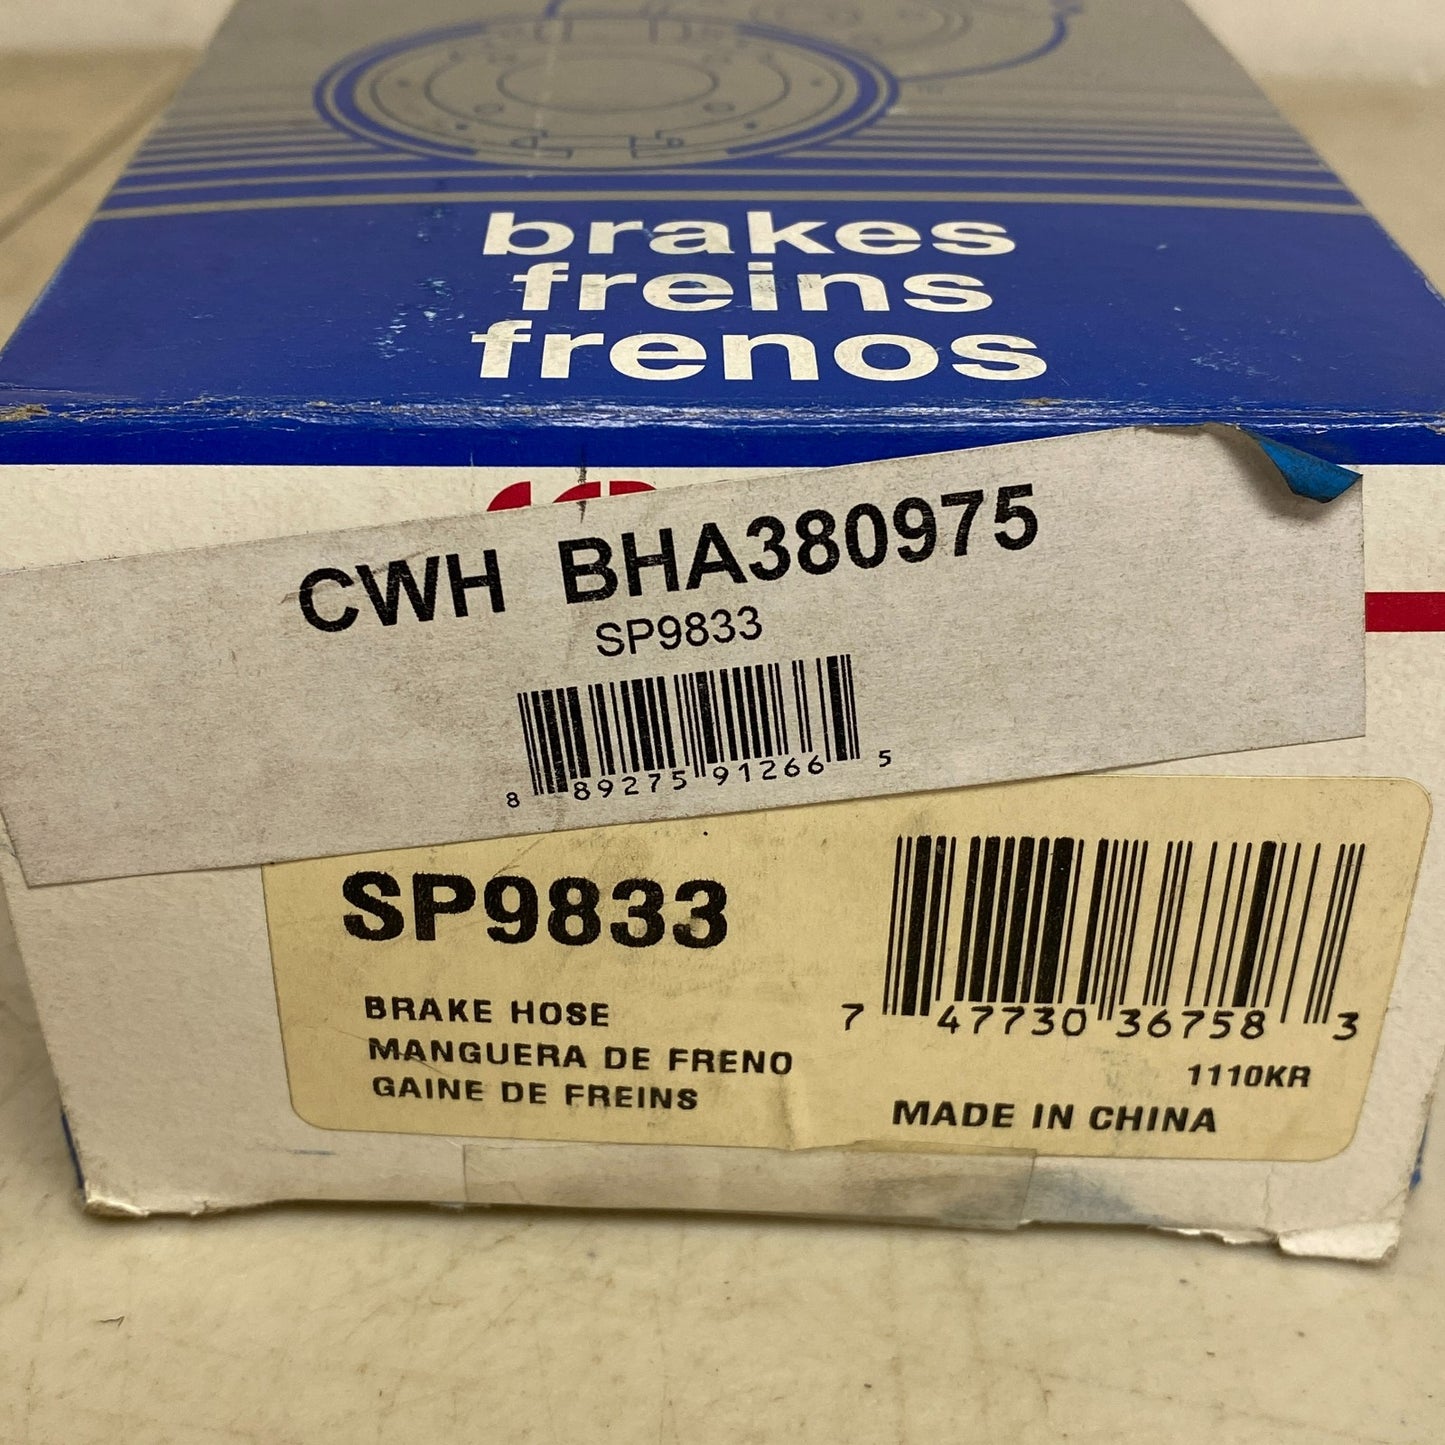 brakes
freins
frenos
CWH BHA380975
SP9833
8 89275 91266 5
SP9833
BRAKE HOSE
MANGUERA DE FRENO
GAINE DE FREINS
7 47730 36758 3
1110KR
MADE IN CHINA